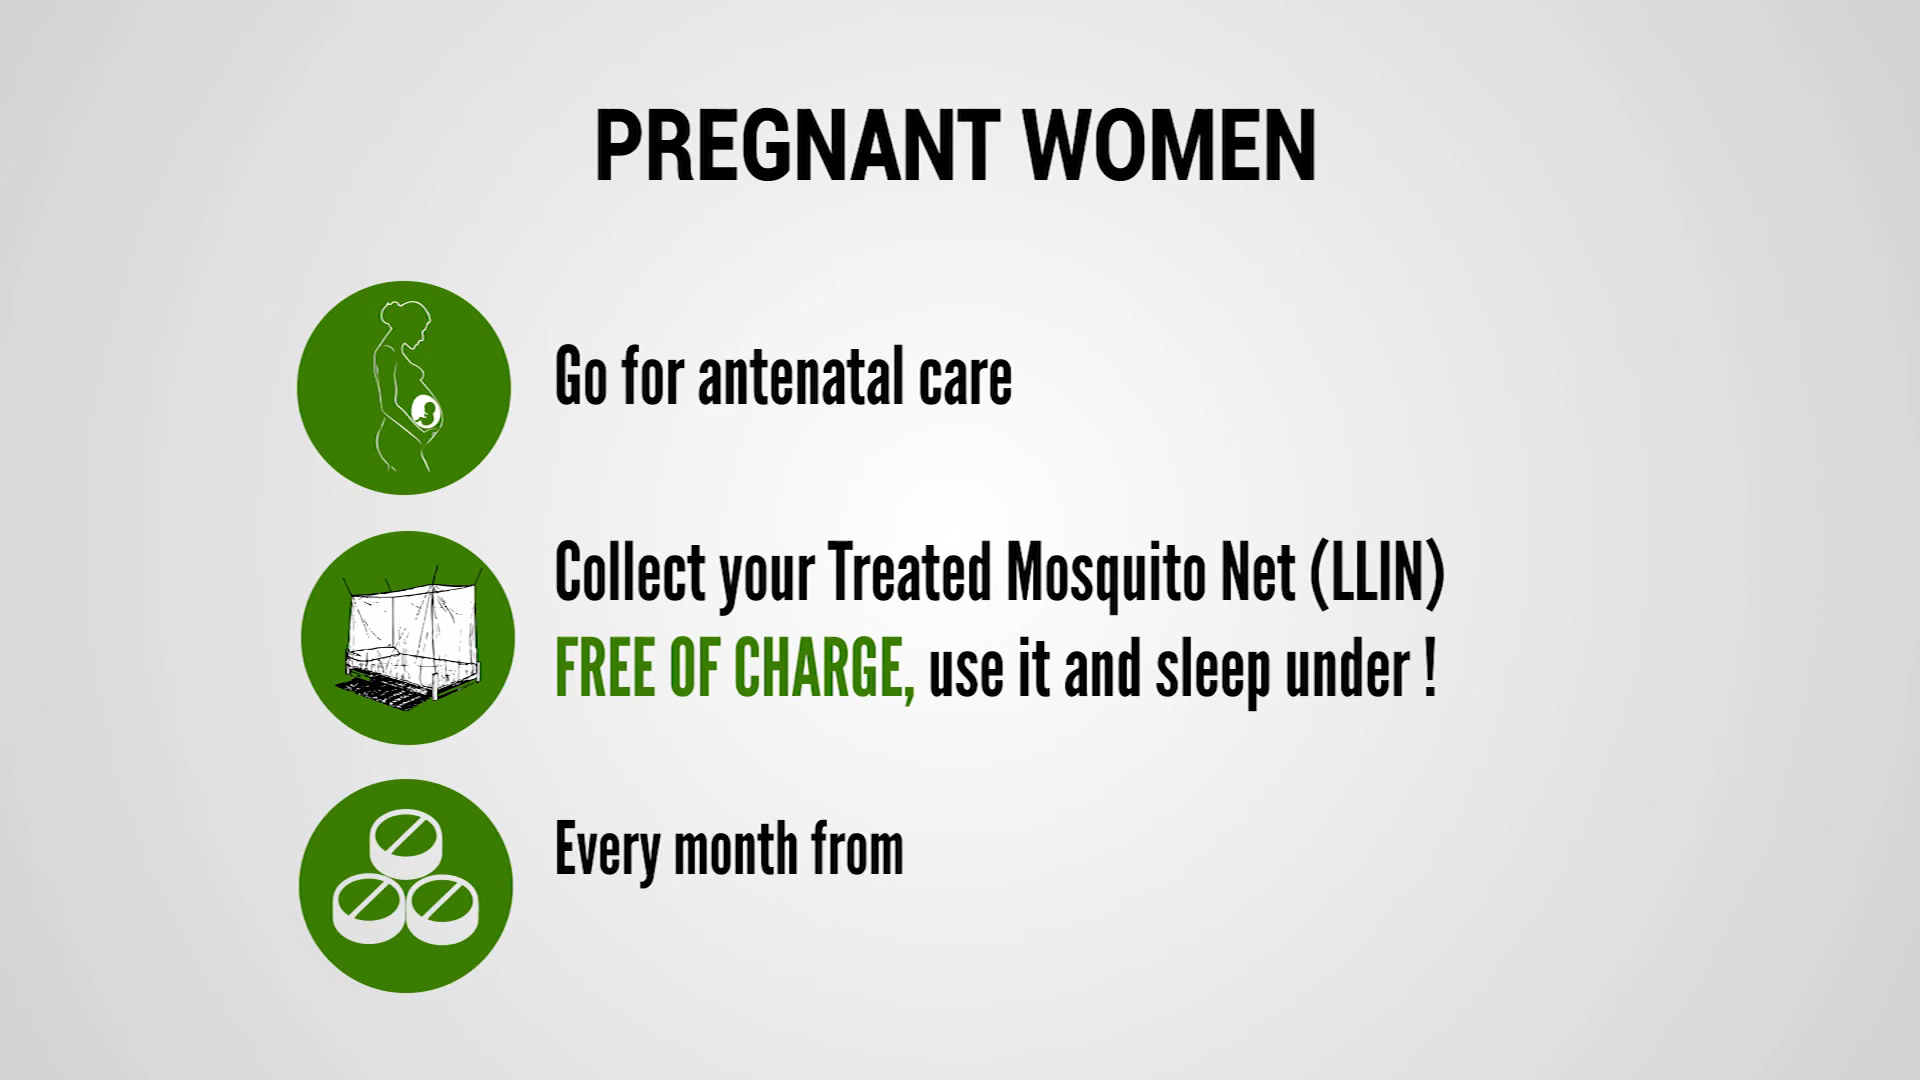 PREGNANT WOMEN
Go for antenatal care
Collect your Treated Mosquito Net (LLIN)
FREE OF CHARGE, use it and sleep under !
Every month from